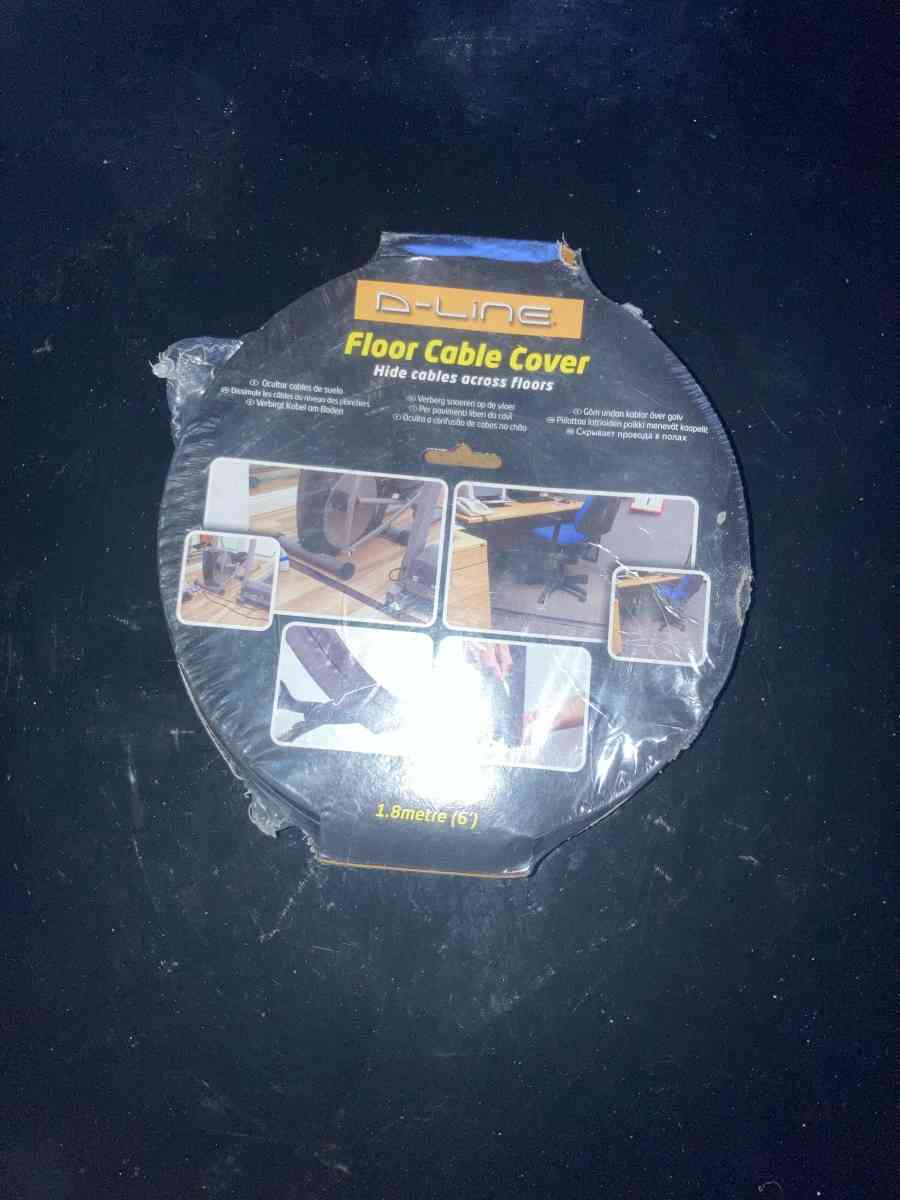 D-LINE
Floor Cable Cover
Hide cables across floors
Ocultar cables de suelo
Dissimulir les câbles au niveau des planchers
Verbirgt Kabel am Boden
Verberg snoeren op de vloer
Per pavimenti liberi da cavi
Oculta a confusão de cabos no chão
Göm undan kablar över golv
Piilottaa lattioiden poikki menevät kaapelit
Скрывает провода в полах
1.8metre (6')